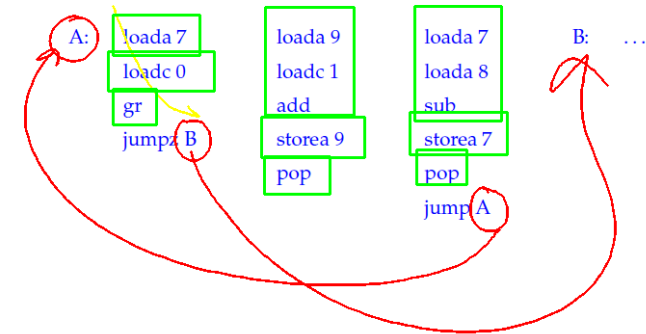 A: loada 7 loada 9 loada 7 B: ...
loadc 0 loadc 1 loada 8
gr add sub
jumpz B storea 9 storea 7
pop pop
jump A